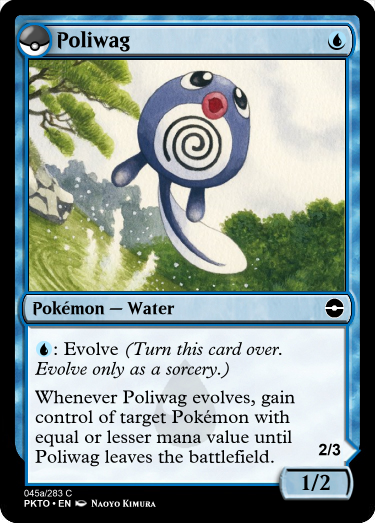 Poliwag
Pokémon — Water
: Evolve (Turn this card over.
Evolve only as a sorcery.)
Whenever Poliwag evolves, gain
control of target Pokémon with
equal or lesser mana value until
Poliwag leaves the battlefield.
2/3
1/2
045a/283 C
PKTO • EN Naoyo Kimura